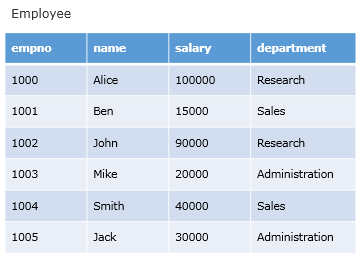 Employee
empno name salary department
1000 Alice 100000 Research
1001 Ben 15000 Sales
1002 John 90000 Research
1003 Mike 20000 Administration
1004 Smith 40000 Sales
1005 Jack 30000 Administration